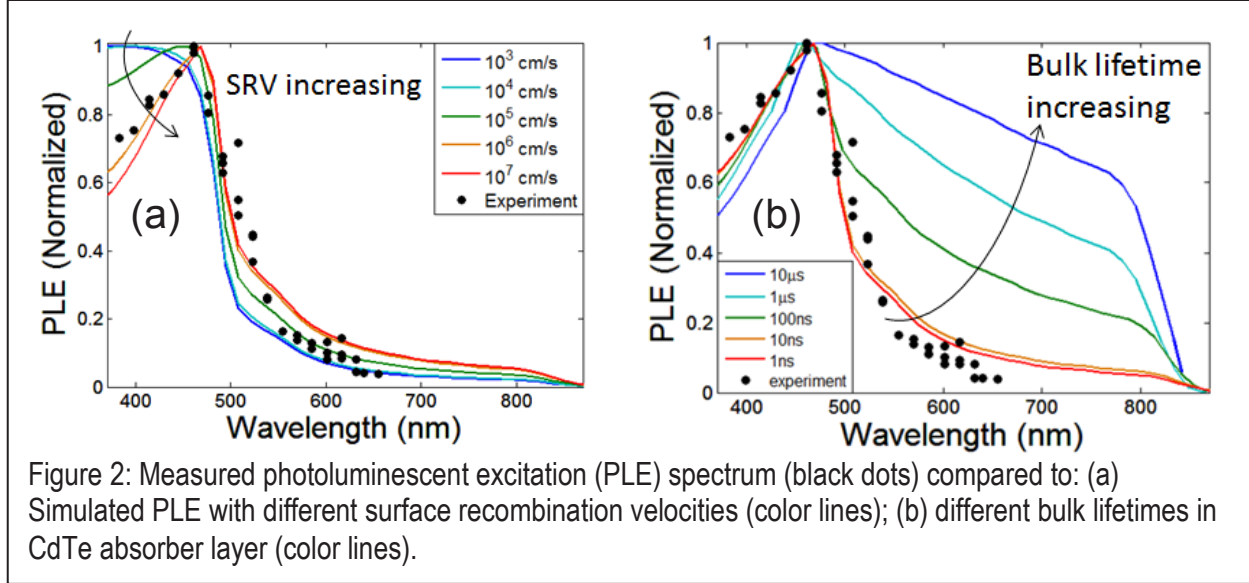 1
0.8
0.6
0.4
0.2
0
PLE (Normalized)
SRV increasing
(a)
10³ cm/s
10⁴ cm/s
10⁵ cm/s
10⁶ cm/s
10⁷ cm/s
Experiment
400 500 600 700 800
Wavelength (nm)
1
0.8
0.6
0.4
0.2
0
PLE (Normalized)
Bulk lifetime
increasing
(b)
10μs
1μs
100ns
10ns
1ns
experiment
400 500 600 700 800
Wavelength (nm)
Figure 2: Measured photoluminescent excitation (PLE) spectrum (black dots) compared to: (a)
Simulated PLE with different surface recombination velocities (color lines); (b) different bulk lifetimes in
CdTe absorber layer (color lines).